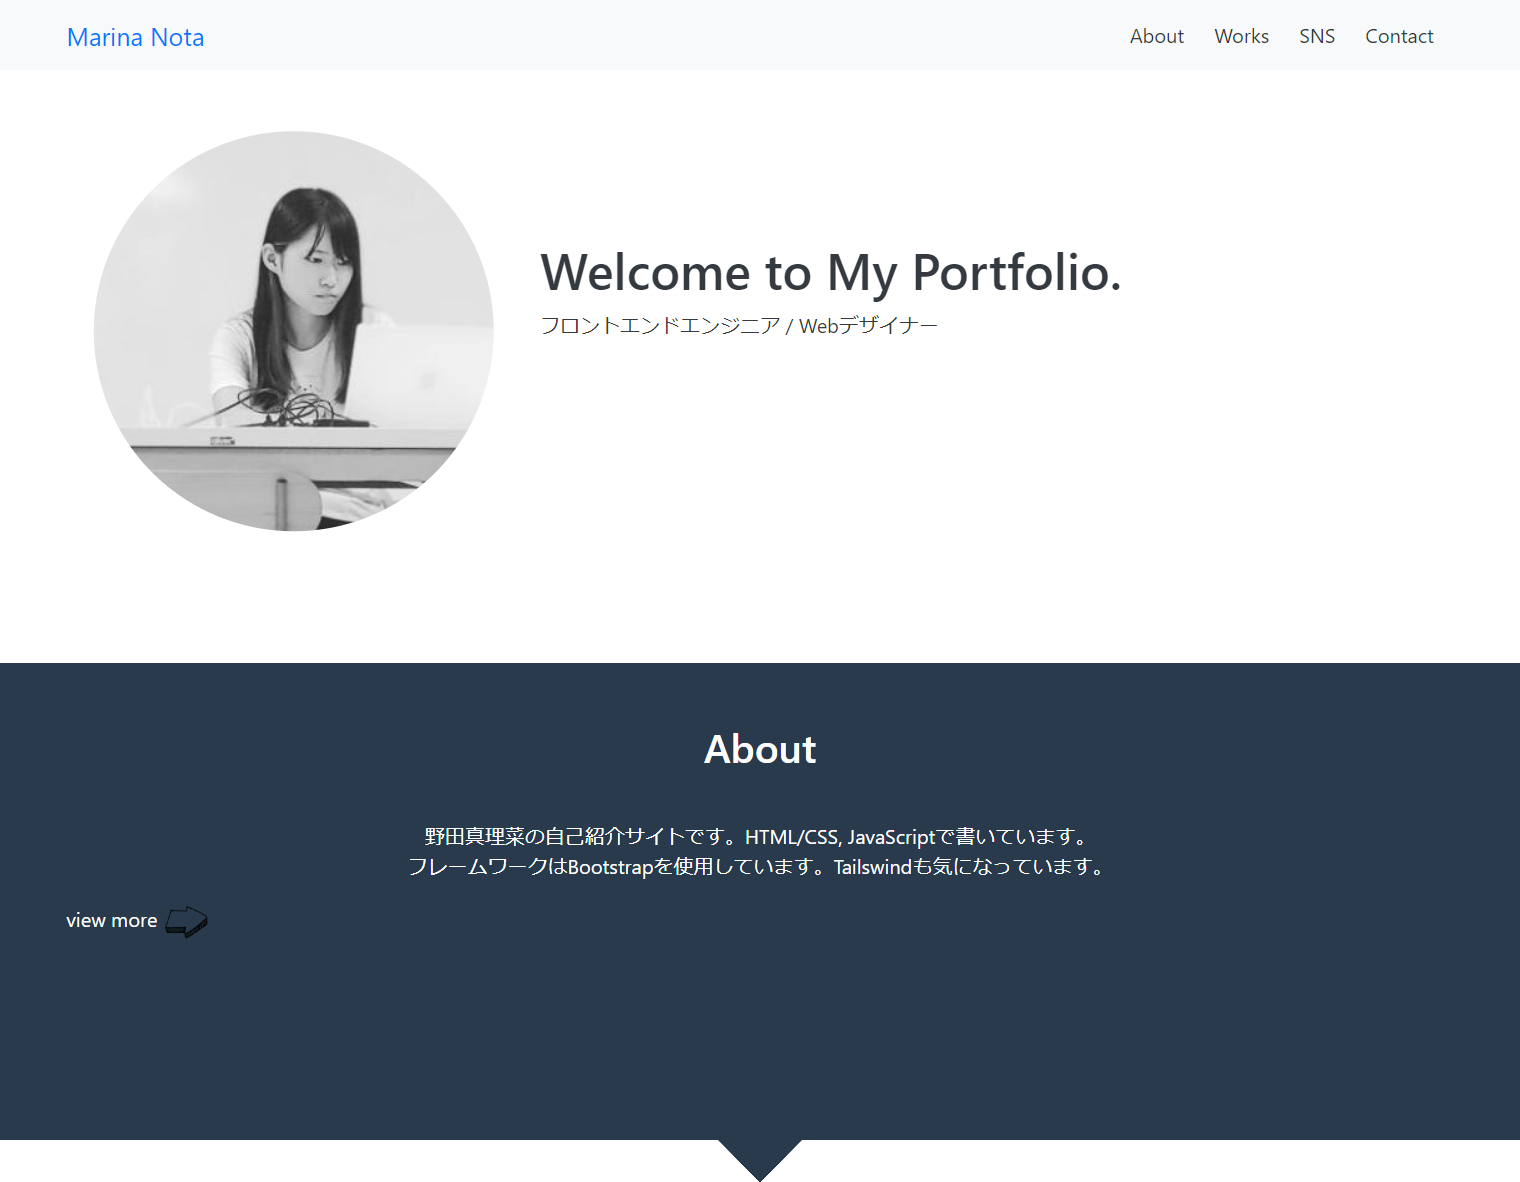 Marina Nota
About Works SNS Contact
Welcome to My Portfolio.
フロントエンドエンジニア / Webデザイナー
About
野田真理菜の自己紹介サイトです。HTML/CSS, JavaScriptで書いています。
フレームワークはBootstrapを使用しています。Tailswindも気になっています。
view more